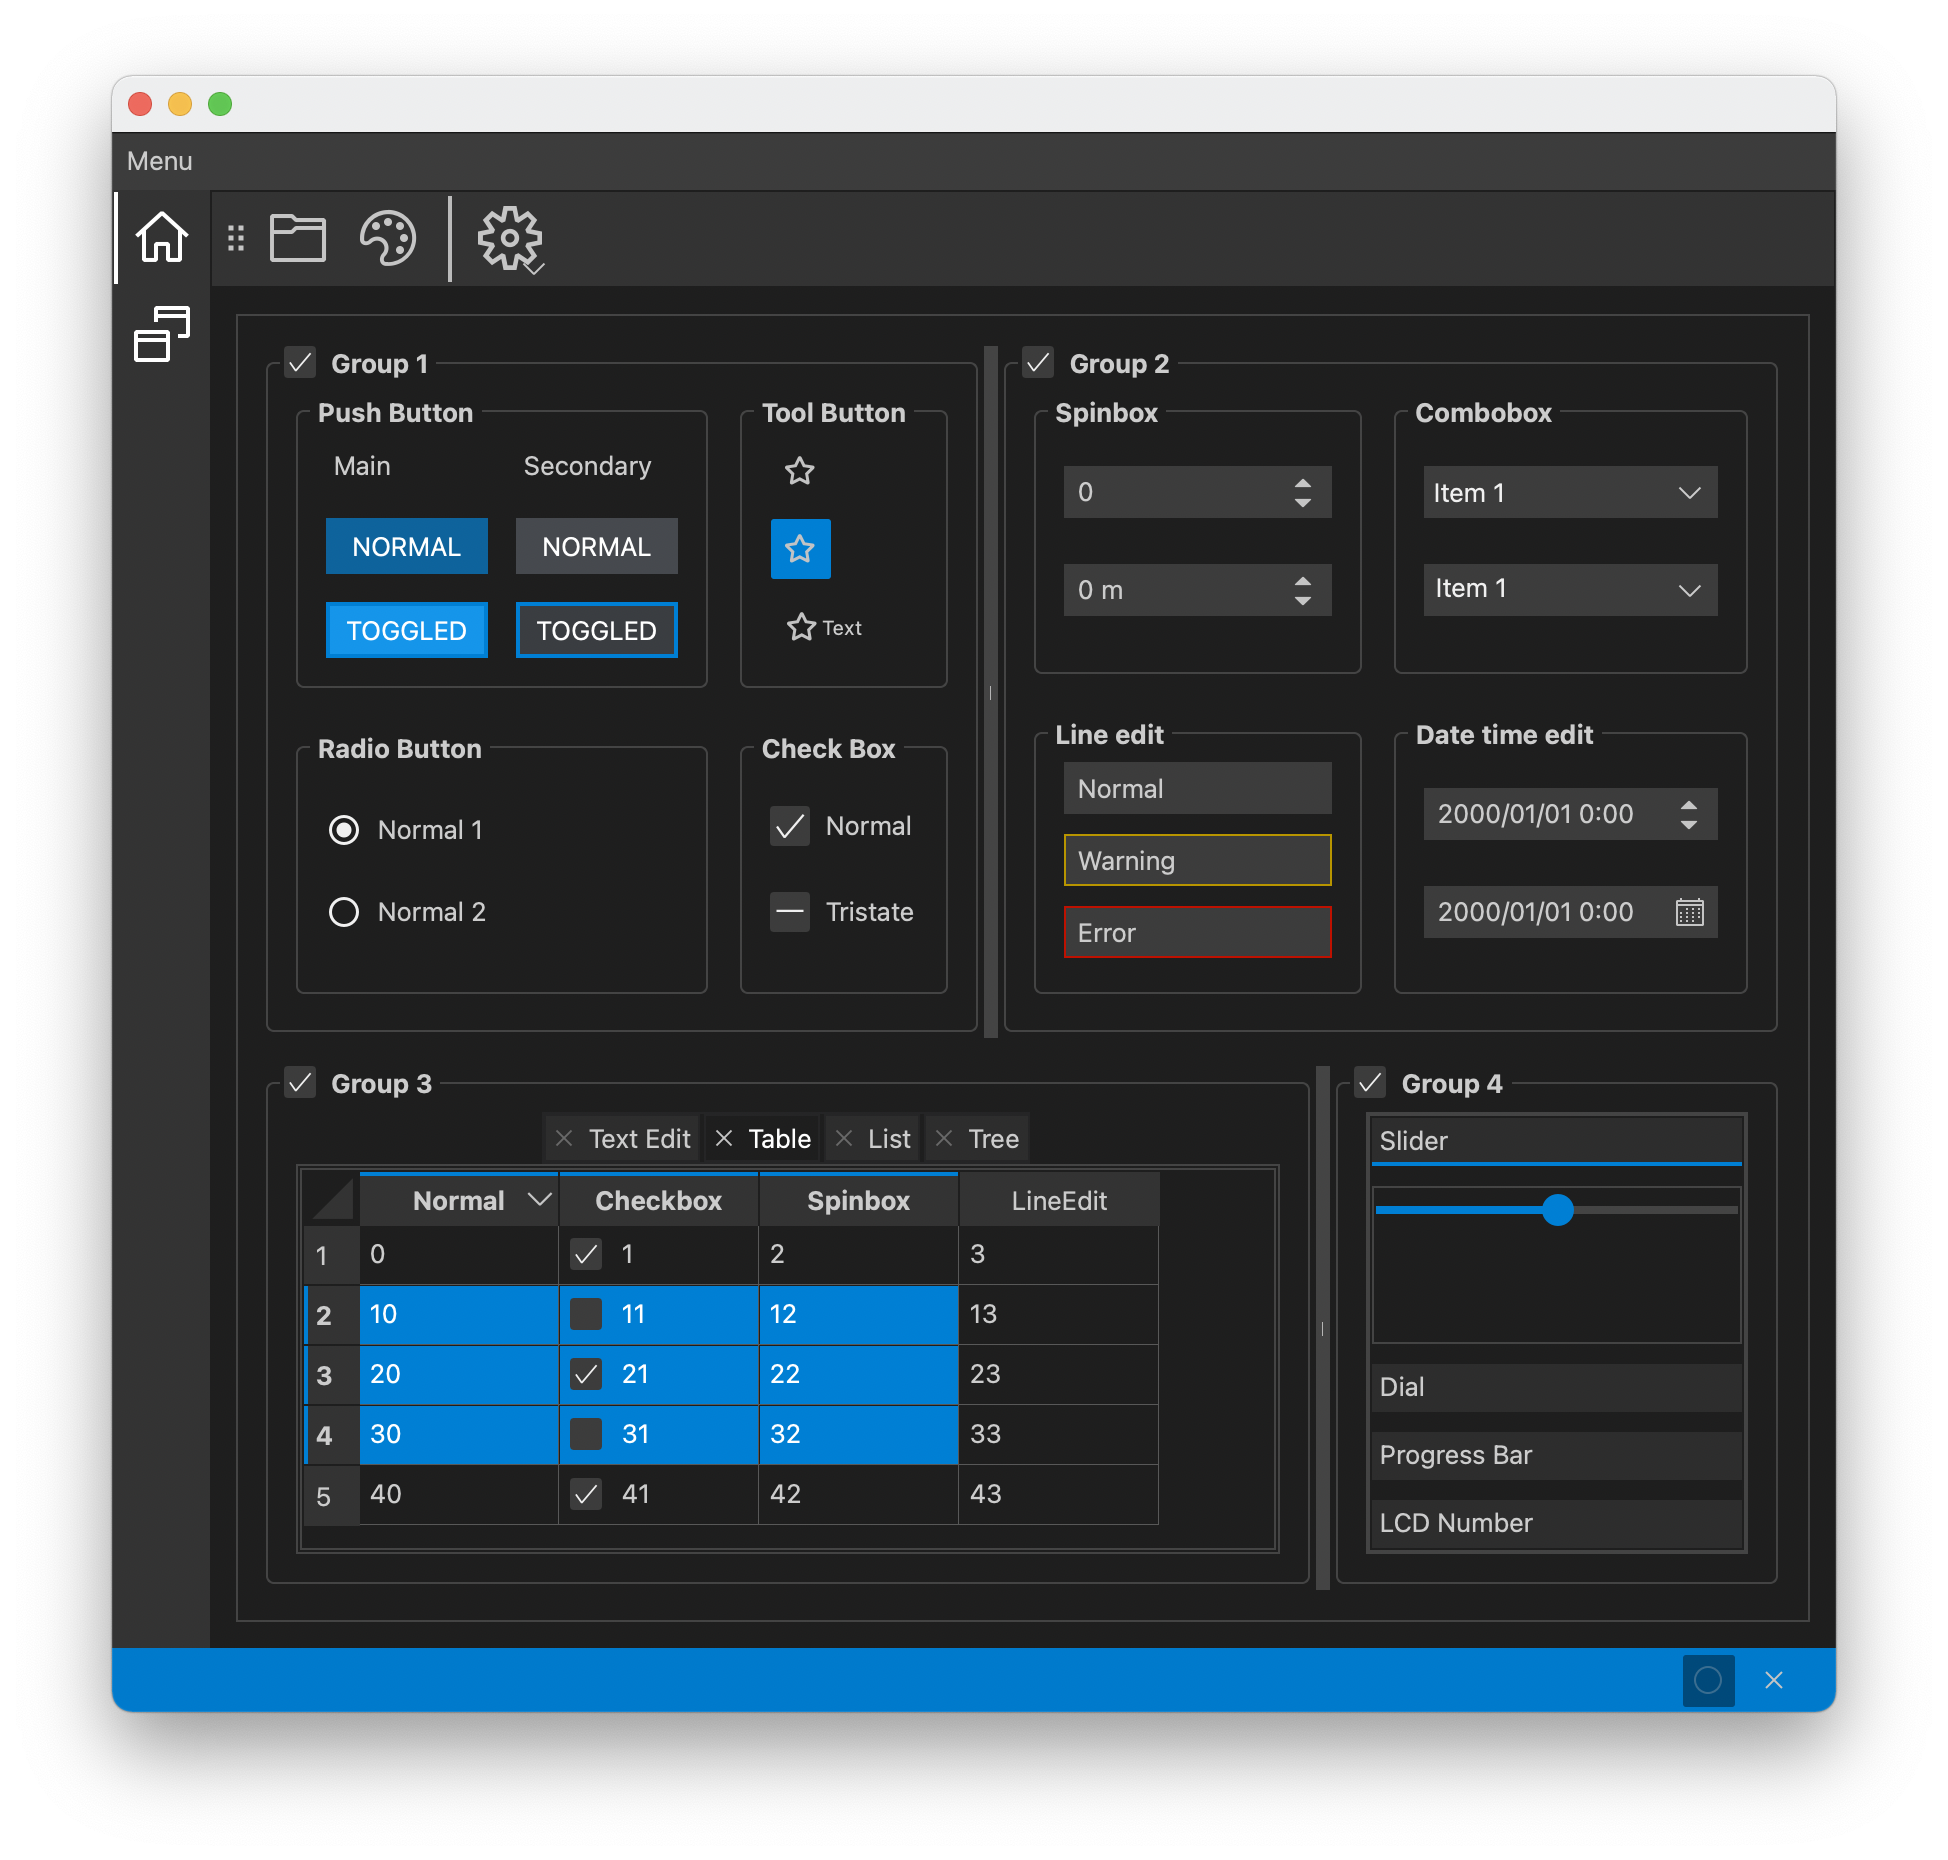 Menu
Group 1
Push Button
Main Secondary
NORMAL NORMAL
TOGGLED TOGGLED
Tool Button
Text
Radio Button
Normal 1
Normal 2
Check Box
Normal
Tristate
Group 2
Spinbox
0
0 m
Combobox
Item 1
Item 1
Line edit
Normal
Warning
Error
Date time edit
2000/01/01 0:00
2000/01/01 0:00
Group 3
Text Edit Table List Tree
Normal Checkbox Spinbox LineEdit
1 0 1 2 3
2 10 11 12 13
3 20 21 22 23
4 30 31 32 33
5 40 41 42 43
Group 4
Slider
Dial
Progress Bar
LCD Number